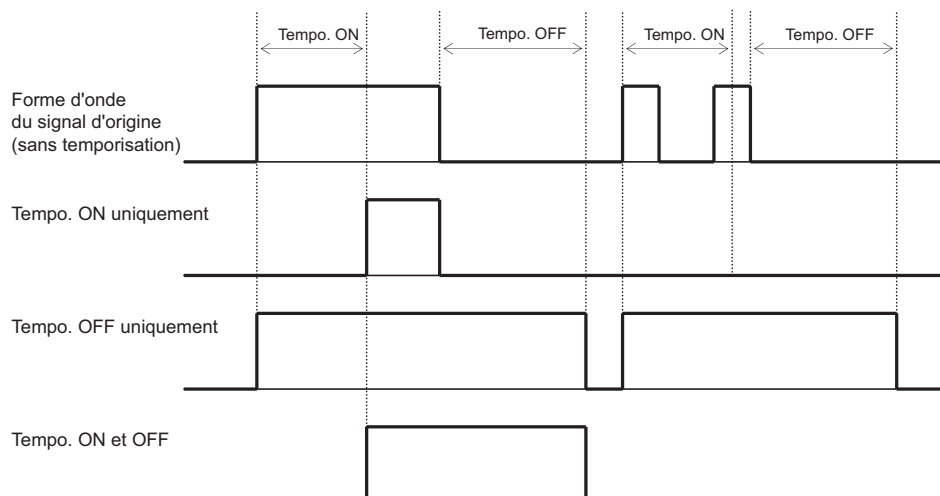 Tempo. ON
Tempo. OFF
Tempo. ON
Tempo. OFF
Forme d'onde
du signal d'origine
(sans temporisation)
Tempo. ON uniquement
Tempo. OFF uniquement
Tempo. ON et OFF